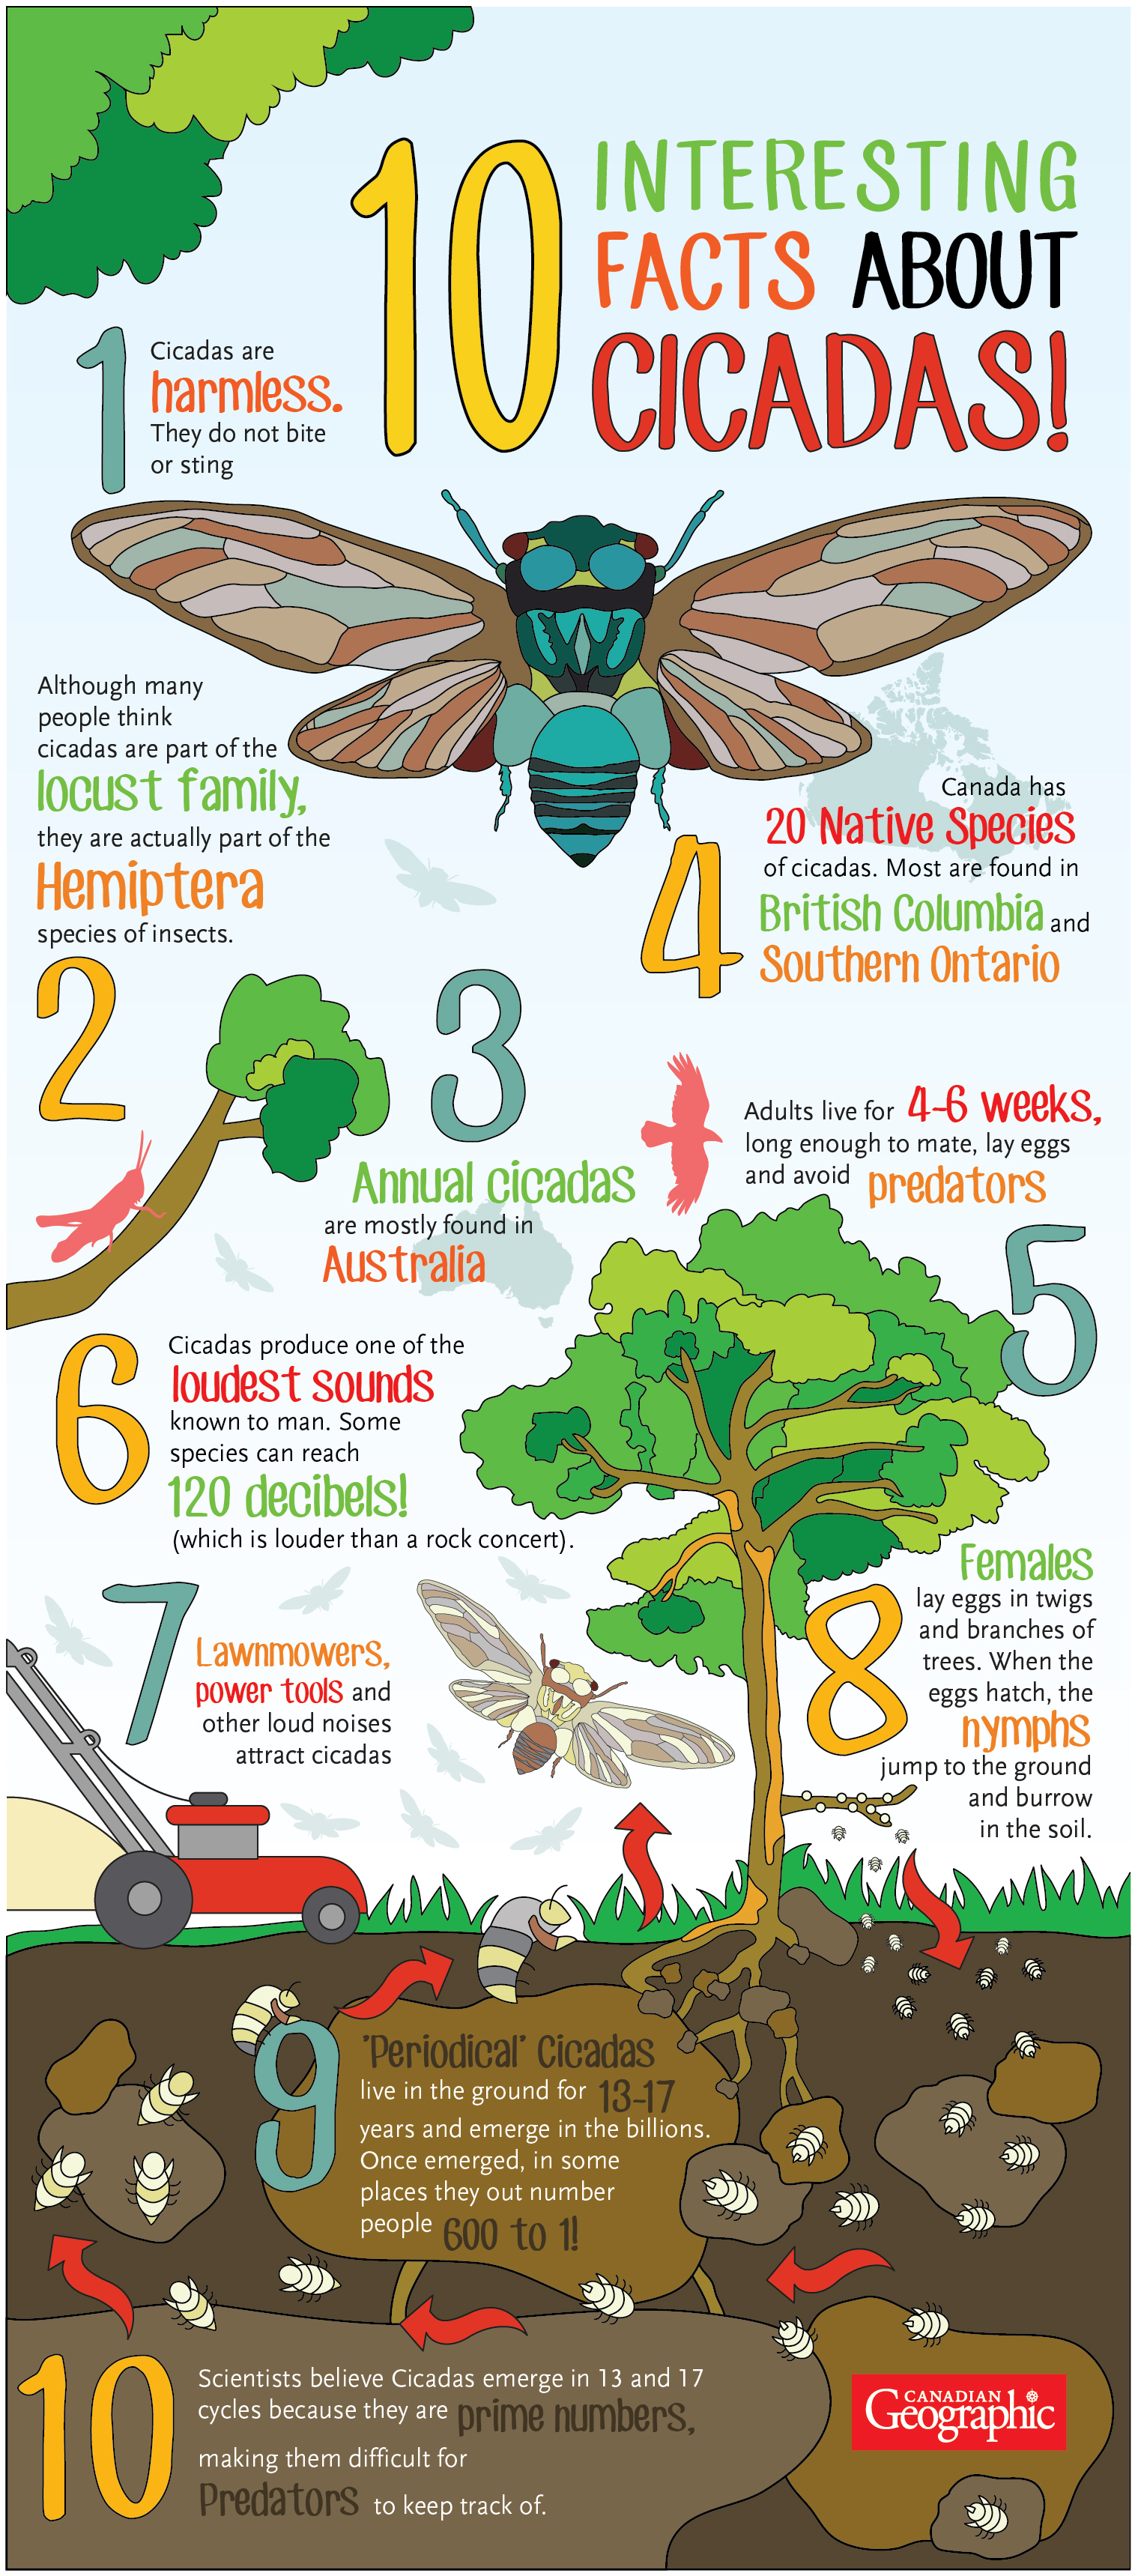 10 INTERESTING
FACTS ABOUT
CICADAS!
1
Cicadas are
harmless.
They do not bite
or sting
Although many
people think
cicadas are part of the
locust family,
they are actually part of the
Hemiptera
species of insects.
2
3
Annual cicadas
are mostly found in
Australia
Canada has
20 Native Species
of cicadas. Most are found in
British Columbia and
Southern Ontario
4
Adults live for 4-6 weeks,
long enough to mate, lay eggs
and avoid predators
5
6
Cicadas produce one of the
loudest sounds
known to man. Some
species can reach
120 decibels!
(which is louder than a rock concert).
7
Lawnmowers,
power tools and
other loud noises
attract cicadas
8
Females
lay eggs in twigs
and branches of
trees. When the
eggs hatch, the
nymphs
jump to the ground
and burrow
in the soil.
9
'Periodical' Cicadas
live in the ground for 13-17
years and emerge in the billions.
Once emerged, in some
places they out number
people 600 to 1!
10
Scientists believe Cicadas emerge in 13 and 17
cycles because they are prime numbers,
making them difficult for
Predators to keep track of.
CANADIAN
Geographic